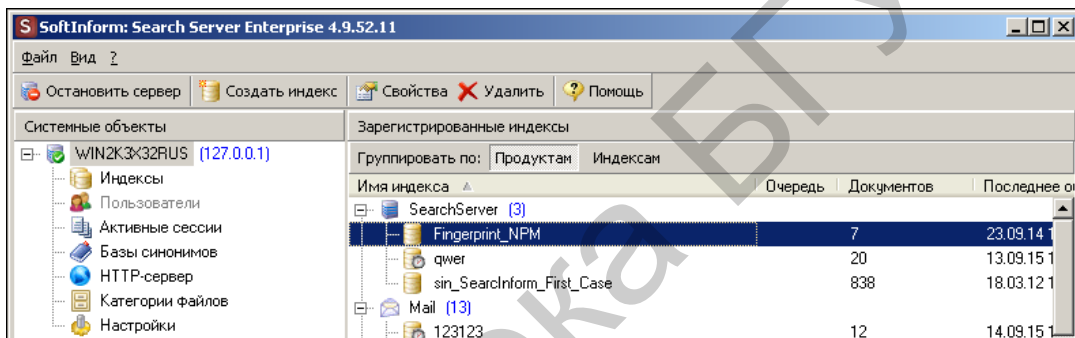 SoftInform: Search Server Enterprise 4.9.52.11
Файл Вид ?
Остановить сервер Создать индекс Свойства Удалить Помощь
Системные объекты
WIN2K3X32RUS (127.0.0.1)
Индексы
Пользователи
Активные сессии
Базы синонимов
HTTP-сервер
Категории файлов
Настройки
Зарегистрированные индексы
Группировать по: Продуктам Индексам
Имя индекса Очередь Документов Последнее
SearchServer (3)
Fingerprint_NPM 7 23.09.14
qwer 20 13.09.15
sin_SearcInform_First_Case 838 18.03.12
Mail (13)
123123 12 14.09.15